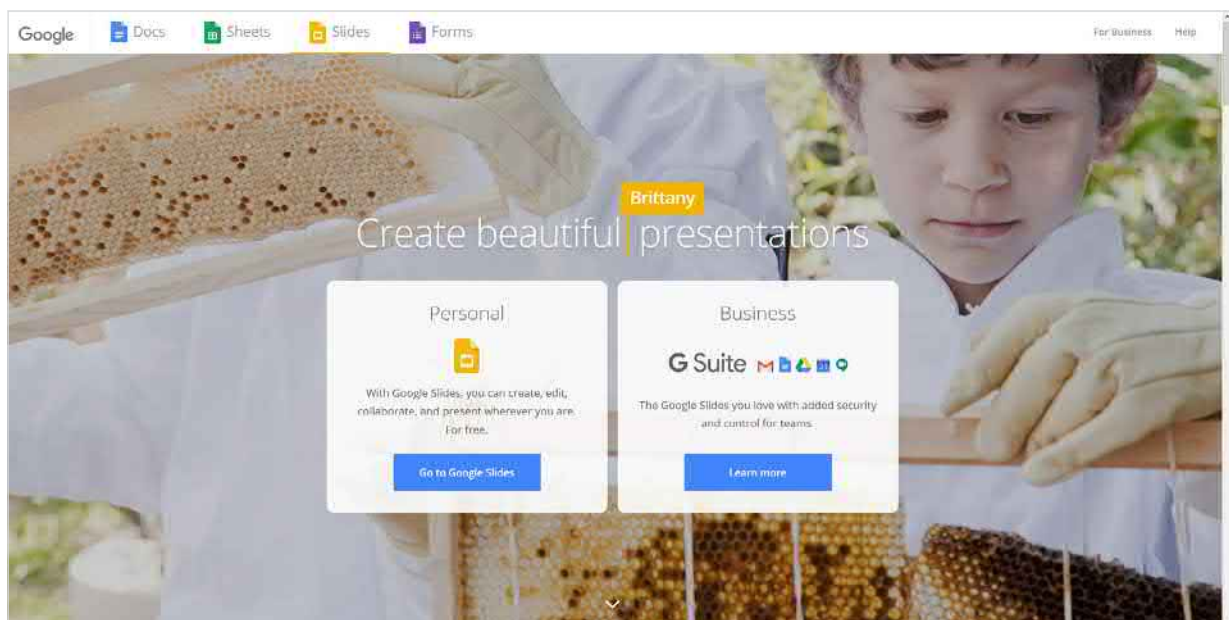 Google Docs Sheets Slides Forms For Business Help
Brittany
Create beautiful presentations
Personal
With Google Slides, you can create, edit,
collaborate, and present wherever you are.
For free.
Go to Google Slides
Business
G Suite
The Google Slides you love with added security
and control for teams
Learn more